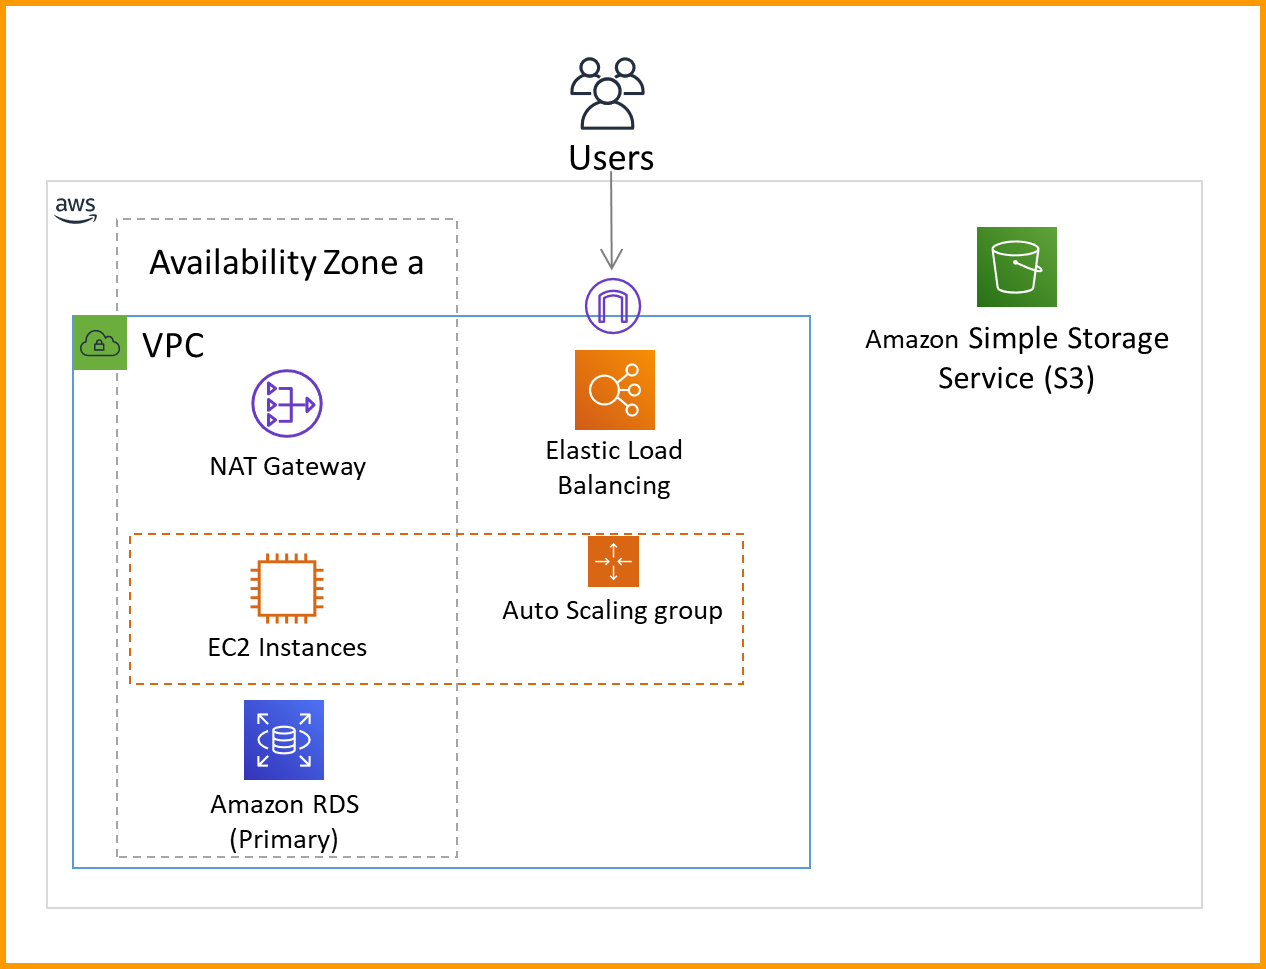 Users
aws
Availability Zone a
VPC
NAT Gateway
Elastic Load
Balancing
Amazon Simple Storage
Service (S3)
EC2 Instances
Auto Scaling group
Amazon RDS
(Primary)